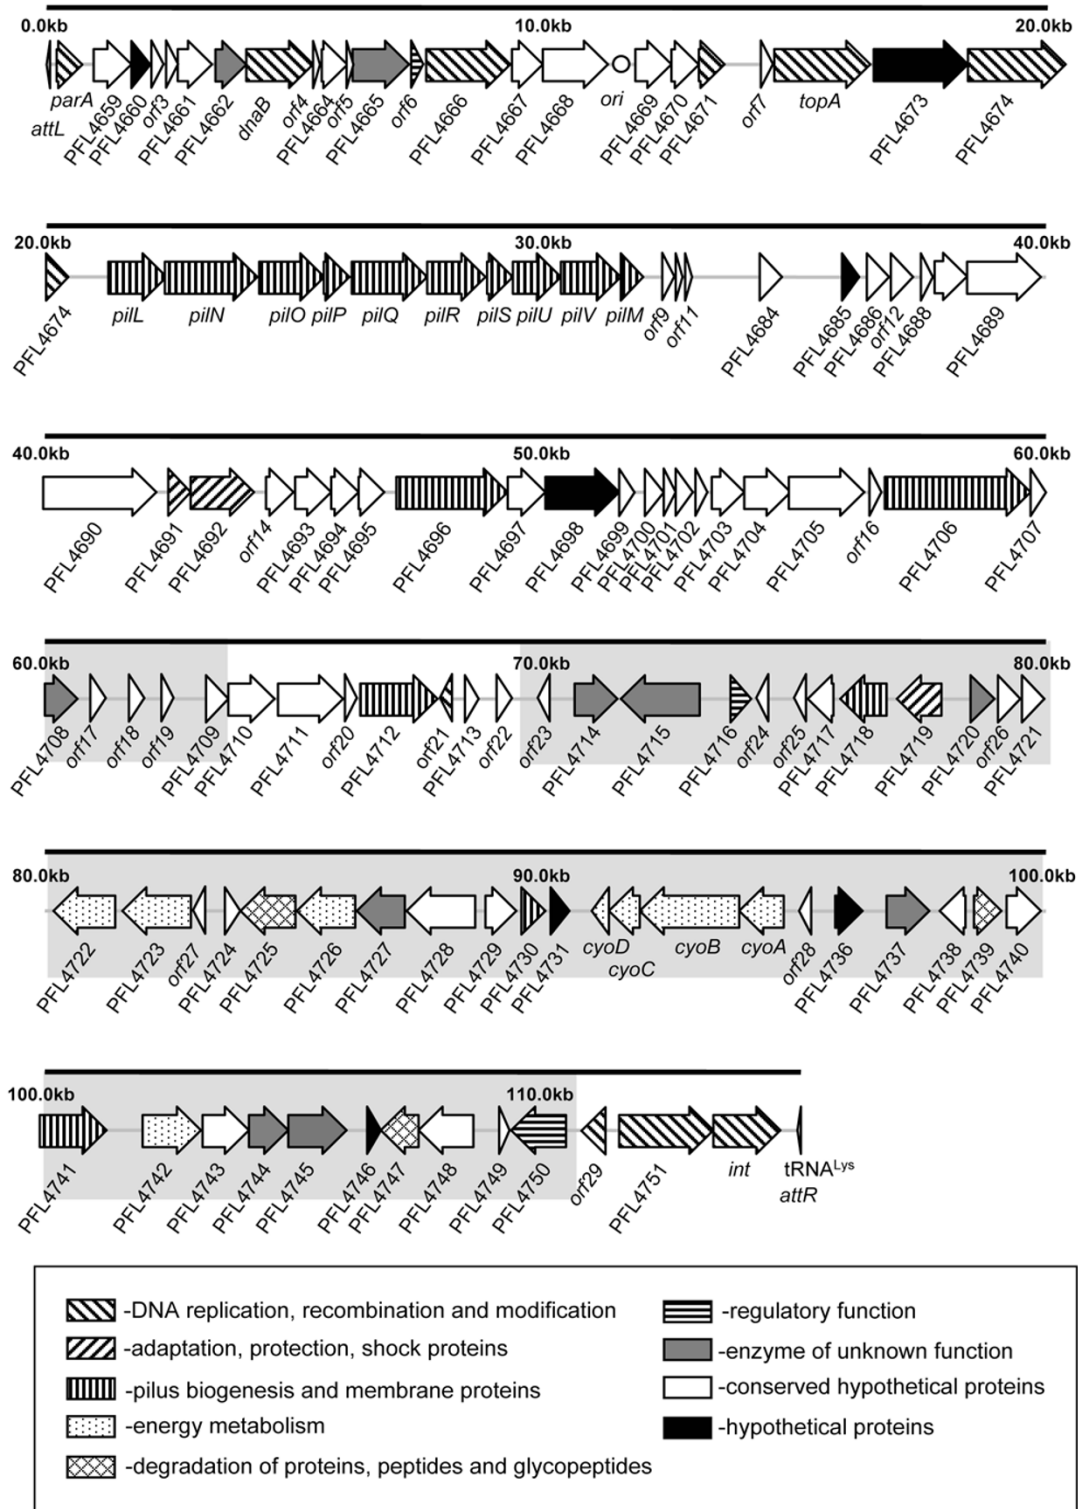 0.0kb 10.0kb 20.0kb
attL parA PFL4659 PFL4660 orf3 PFL4661 PFL4662 dnaB orf4 PFL4664 orf5 PFL4665 orf6 PFL4666 PFL4667 PFL4668 ori PFL4669 PFL4670 PFL4671 orf7 topA PFL4673 PFL4674
20.0kb 30.0kb 40.0kb
PFL4674 pilL pilN pilO pilP pilQ pilR pilS pilU pilV pilM orf9 orf11 PFL4684 PFL4685 PFL4686 orf12 PFL4688 PFL4689
40.0kb 50.0kb 60.0kb
PFL4690 PFL4691 PFL4692 orf14 PFL4693 PFL4694 PFL4695 PFL4696 PFL4697 PFL4698 PFL4699 PFL4700 PFL4701 PFL4702 PFL4703 PFL4704 PFL4705 orf16 PFL4706 PFL4707
60.0kb 70.0kb 80.0kb
PFL4708 orf17 orf18 orf19 PFL4709 PFL4710 PFL4711 orf20 PFL4712 orf21 PFL4713 orf22 orf23 PFL4714 PFL4715 PFL4716 orf24 orf25 PFL4717 PFL4718 PFL4719 PFL4720 orf26 PFL4721
80.0kb 90.0kb 100.0kb
PFL4722 PFL4723 orf27 PFL4724 PFL4725 PFL4726 PFL4727 PFL4728 PFL4729 PFL4730 PFL4731 cyoD cyoC cyoB cyoA orf28 PFL4736 PFL4737 PFL4738 PFL4739 PFL4740
100.0kb 110.0kb
PFL4741 PFL4742 PFL4743 PFL4744 PFL4745 PFL4746 PFL4747 PFL4748 PFL4749 PFL4750 orf29 PFL4751 int tRNALys
attR
-DNA replication, recombination and modification
-adaptation, protection, shock proteins
-pilus biogenesis and membrane proteins
-energy metabolism
-degradation of proteins, peptides and glycopeptides
-regulatory function
-enzyme of unknown function
-conserved hypothetical proteins
-hypothetical proteins